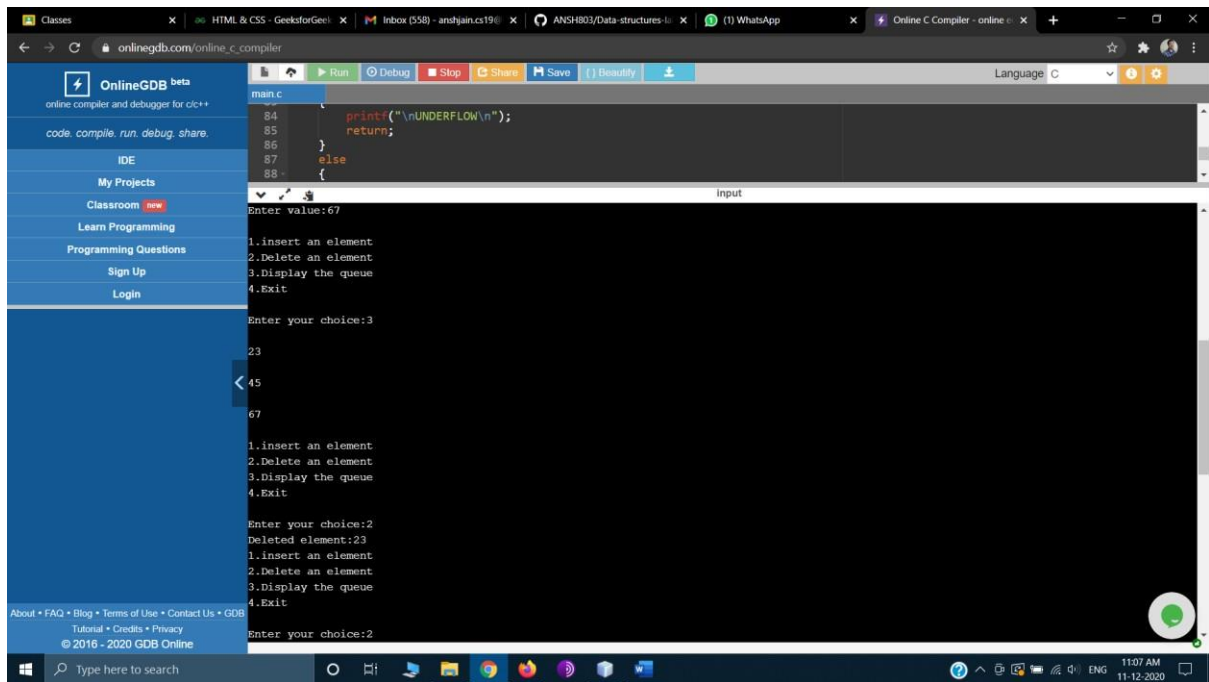 Classes
HTML & CSS - GeeksforGeek
Inbox (558) - anshjain.cs19@
ANSH803/Data-structures-la
(1) WhatsApp
Online C Compiler - online e
onlinegdb.com/online_c_compiler
OnlineGDB beta
online compiler and debugger for c/c++
code. compile. run. debug. share.
IDE
My Projects
Classroom new
Learn Programming
Programming Questions
Sign Up
Login
About • FAQ • Blog • Terms of Use • Contact Us • GDB
Tutorial • Credits • Privacy
© 2016 - 2020 GDB Online
Run Debug Stop Share Save { } Beautify
Language C
main.c
83 {
84 printf("\nUNDERFLOW\n");
85 return;
86 }
87 else
88 {
input
Enter value:67
1.insert an element
2.Delete an element
3.Display the queue
4.Exit
Enter your choice:3
23
45
67
1.insert an element
2.Delete an element
3.Display the queue
4.Exit
Enter your choice:2
Deleted element:23
1.insert an element
2.Delete an element
3.Display the queue
4.Exit
Enter your choice:2
Type here to search
ENG
11:07 AM
11-12-2020